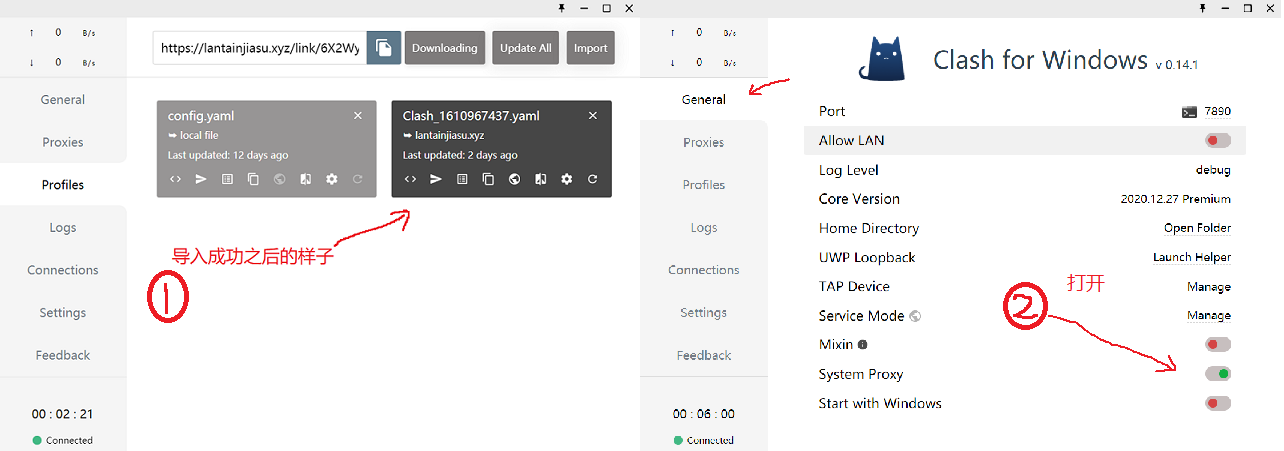 ↑ 0 B/s
↓ 0 B/s
General
Proxies
Profiles
Logs
Connections
Settings
Feedback
00 : 02 : 21
Connected
https://lantainjiasu.xyz/link/6X2Wy
Downloading
Update All
Import
config.yaml
local file
Last updated: 12 days ago
Clash_1610967437.yaml
lantainjiasu.xyz
Last updated: 2 days ago
导入成功之后的样子
1
↑ 0 B/s
↓ 0 B/s
General
Proxies
Profiles
Logs
Connections
Settings
Feedback
00 : 06 : 00
Connected
Clash for Windows v 0.14.1
Port 7890
Allow LAN
Log Level debug
Core Version 2020.12.27 Premium
Home Directory Open Folder
UWP Loopback Launch Helper
TAP Device Manage
Service Mode Manage
Mixin
System Proxy
Start with Windows
2
打开